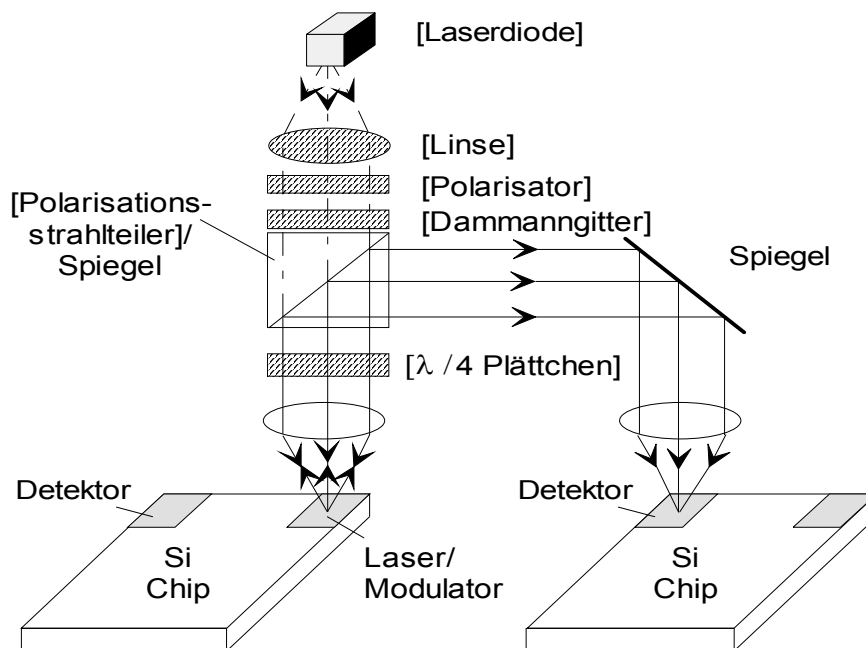 [Laserdiode]
[Linse]
[Polarisator]
[Dammanngitter]
[Polarisations-
strahlteiler]/
Spiegel
Spiegel
[λ /4 Plättchen]
Detektor
Si
Chip
Laser/
Modulator
Detektor
Si
Chip